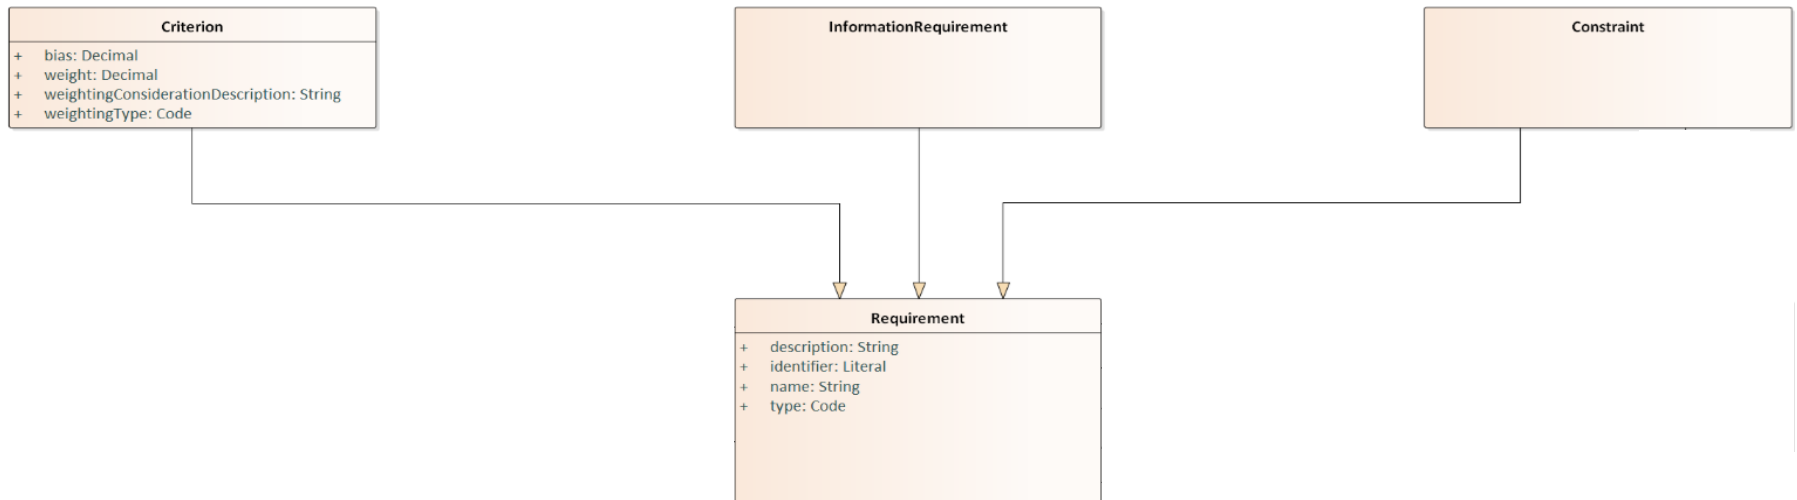 Criterion
+ bias: Decimal
+ weight: Decimal
+ weightingConsiderationDescription: String
+ weightingType: Code
InformationRequirement
Constraint
Requirement
+ description: String
+ identifier: Literal
+ name: String
+ type: Code